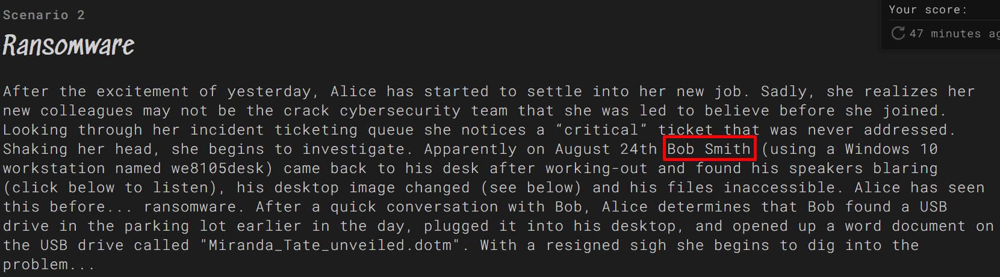 Scenario 2
Your score:
47 minutes ag
Ransomware
After the excitement of yesterday, Alice has started to settle into her new job. Sadly, she realizes her
new colleagues may not be the crack cybersecurity team that she was led to believe before she joined.
Looking through her incident ticketing queue she notices a “critical” ticket that was never addressed.
Shaking her head, she begins to investigate. Apparently on August 24th Bob Smith (using a Windows 10
workstation named we8105desk) came back to his desk after working-out and found his speakers blaring
(click below to listen), his desktop image changed (see below) and his files inaccessible. Alice has seen
this before... ransomware. After a quick conversation with Bob, Alice determines that Bob found a USB
drive in the parking lot earlier in the day, plugged it into his desktop, and opened up a word document on
the USB drive called "Miranda_Tate_unveiled.dotm". With a resigned sigh she begins to dig into the
problem...